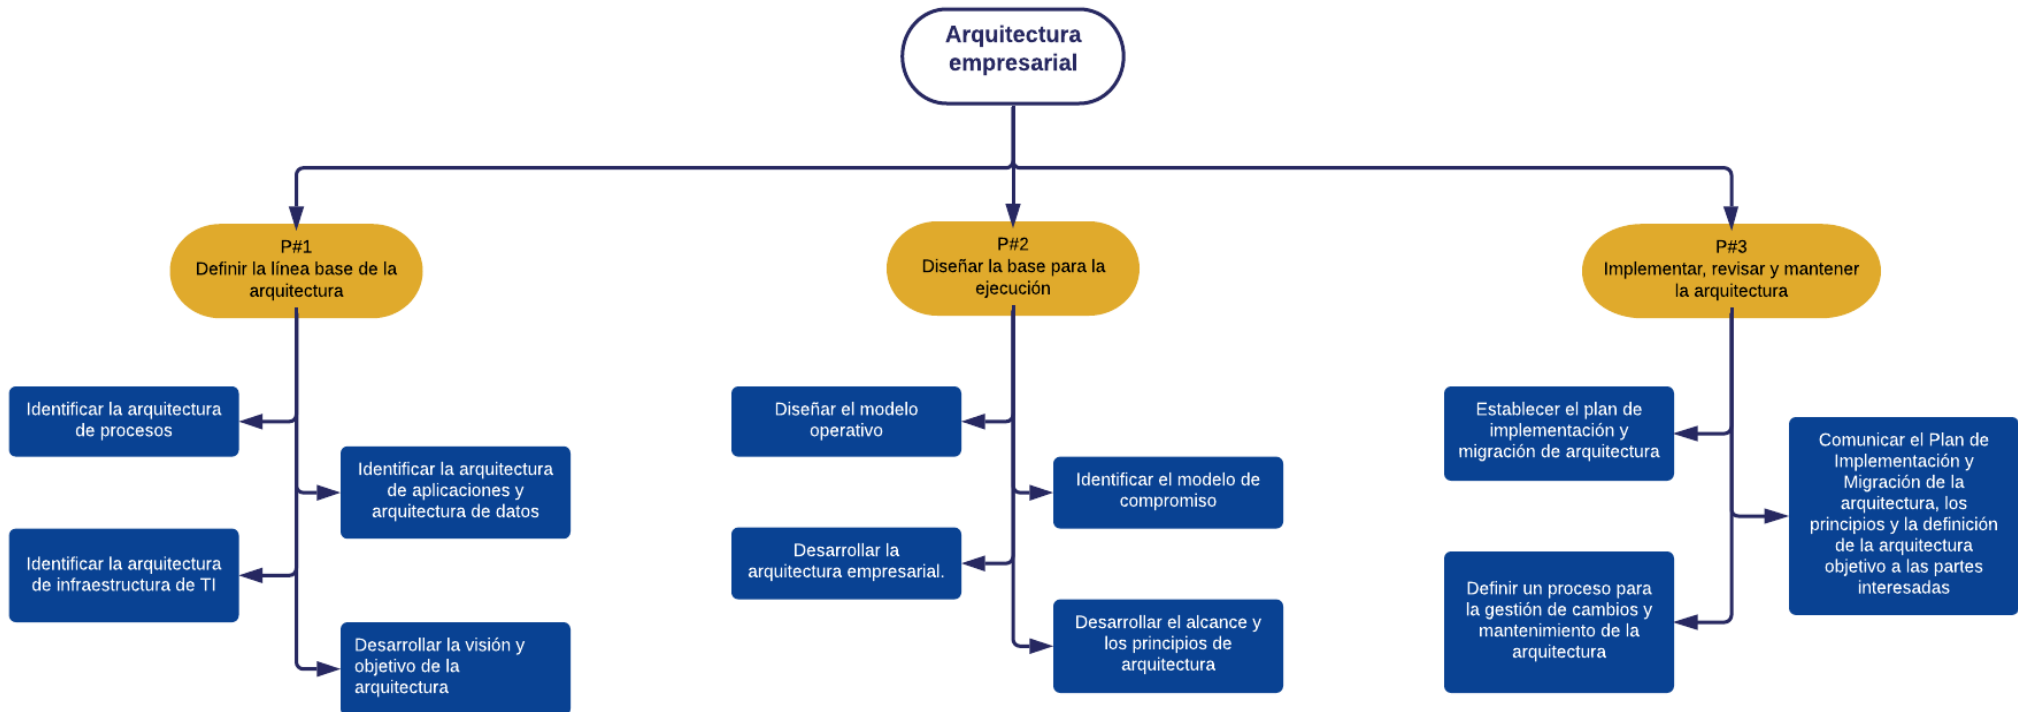 Arquitectura
empresarial
P#1
Definir la línea base de la
arquitectura
Identificar la arquitectura
de procesos
Identificar la arquitectura
de aplicaciones y
arquitectura de datos
Identificar la arquitectura
de infraestructura de TI
Desarrollar la visión y
objetivo de la
arquitectura
P#2
Diseñar la base para la
ejecución
Diseñar el modelo
operativo
Identificar el modelo de
compromiso
Desarrollar la
arquitectura empresarial.
Desarrollar el alcance y
los principios de
arquitectura
P#3
Implementar, revisar y mantener
la arquitectura
Establecer el plan de
implementación y
migración de arquitectura
Comunicar el Plan de
Implementación y
Migración de la
arquitectura, los
principios y la definición
de la arquitectura
objetivo a las partes
interesadas
Definir un proceso para
la gestión de cambios y
mantenimiento de la
arquitectura